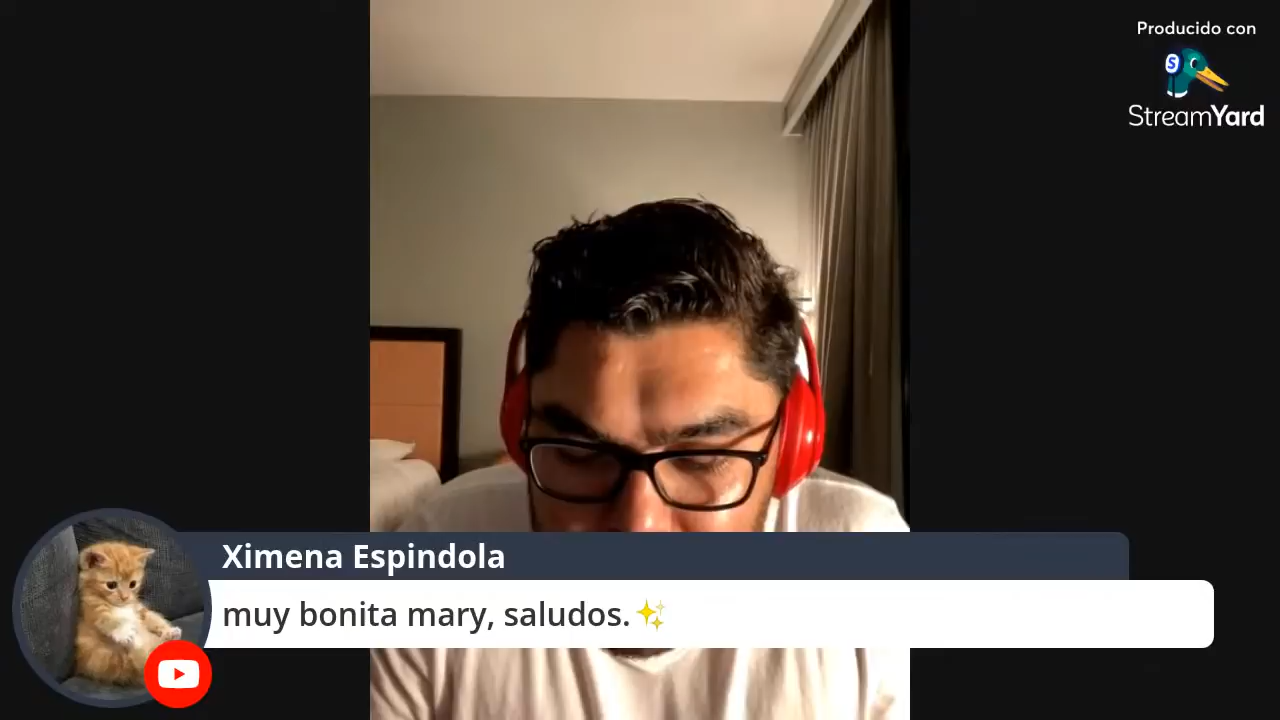 Producido con
StreamYard
Ximena Espindola
muy bonita mary, saludos.✨